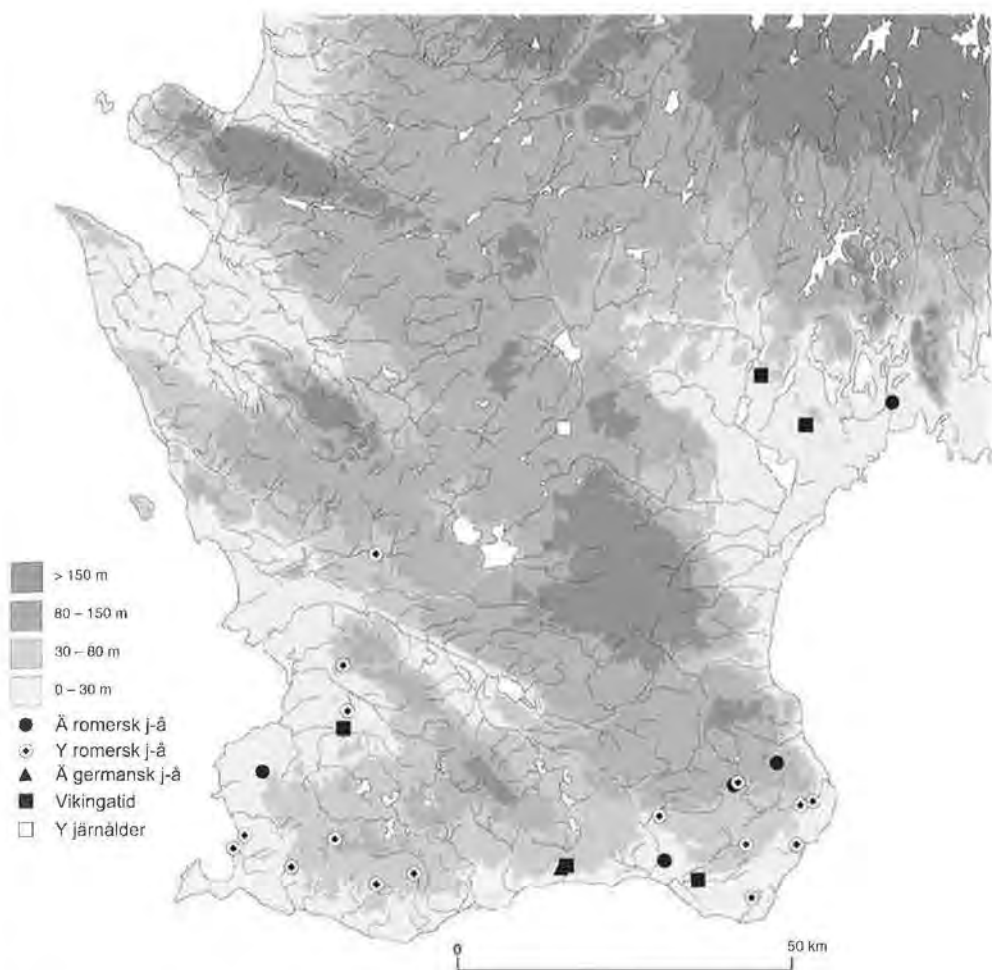 > 150 m
80 – 150 m
30 – 80 m
0 – 30 m
Ä romersk j-å
Y romersk j-å
Ä germansk j-å
Vikingatid
Y järnålder
0 50 km